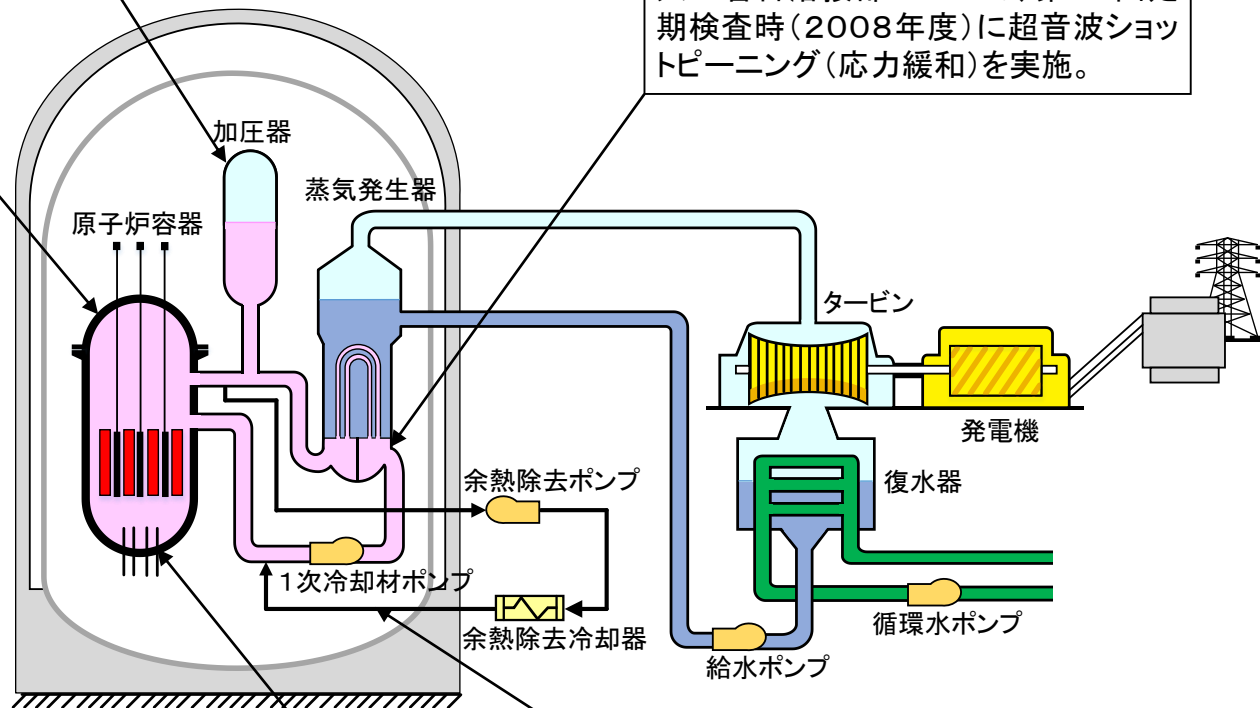 期検査時（2008年度）に超音波ショッ
トピーニング（応力緩和）を実施。
加圧器
蒸気発生器
原子炉容器
タービン
発電機
復水器
余熱除去ポンプ
1次冷却材ポンプ
余熱除去冷却器
循環水ポンプ
給水ポンプ